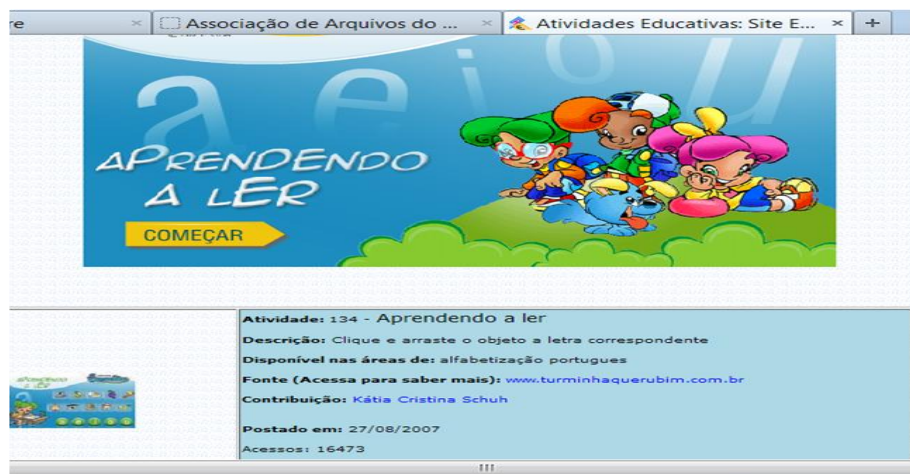 re
Associação de Arquivos do ...
Atividades Educativas: Site E...
a e i o u
APRENDENDO
A LER
COMEÇAR
Atividade: 134 - Aprendendo a ler
Descrição: Clique e arraste o objeto a letra correspondente
Disponível nas áreas de: alfabetização portugues
Fonte (Acessa para saber mais): www.turminhaquerubim.com.br
Contribuição: Kátia Cristina Schuh
Postado em: 27/08/2007
Acessos: 16473